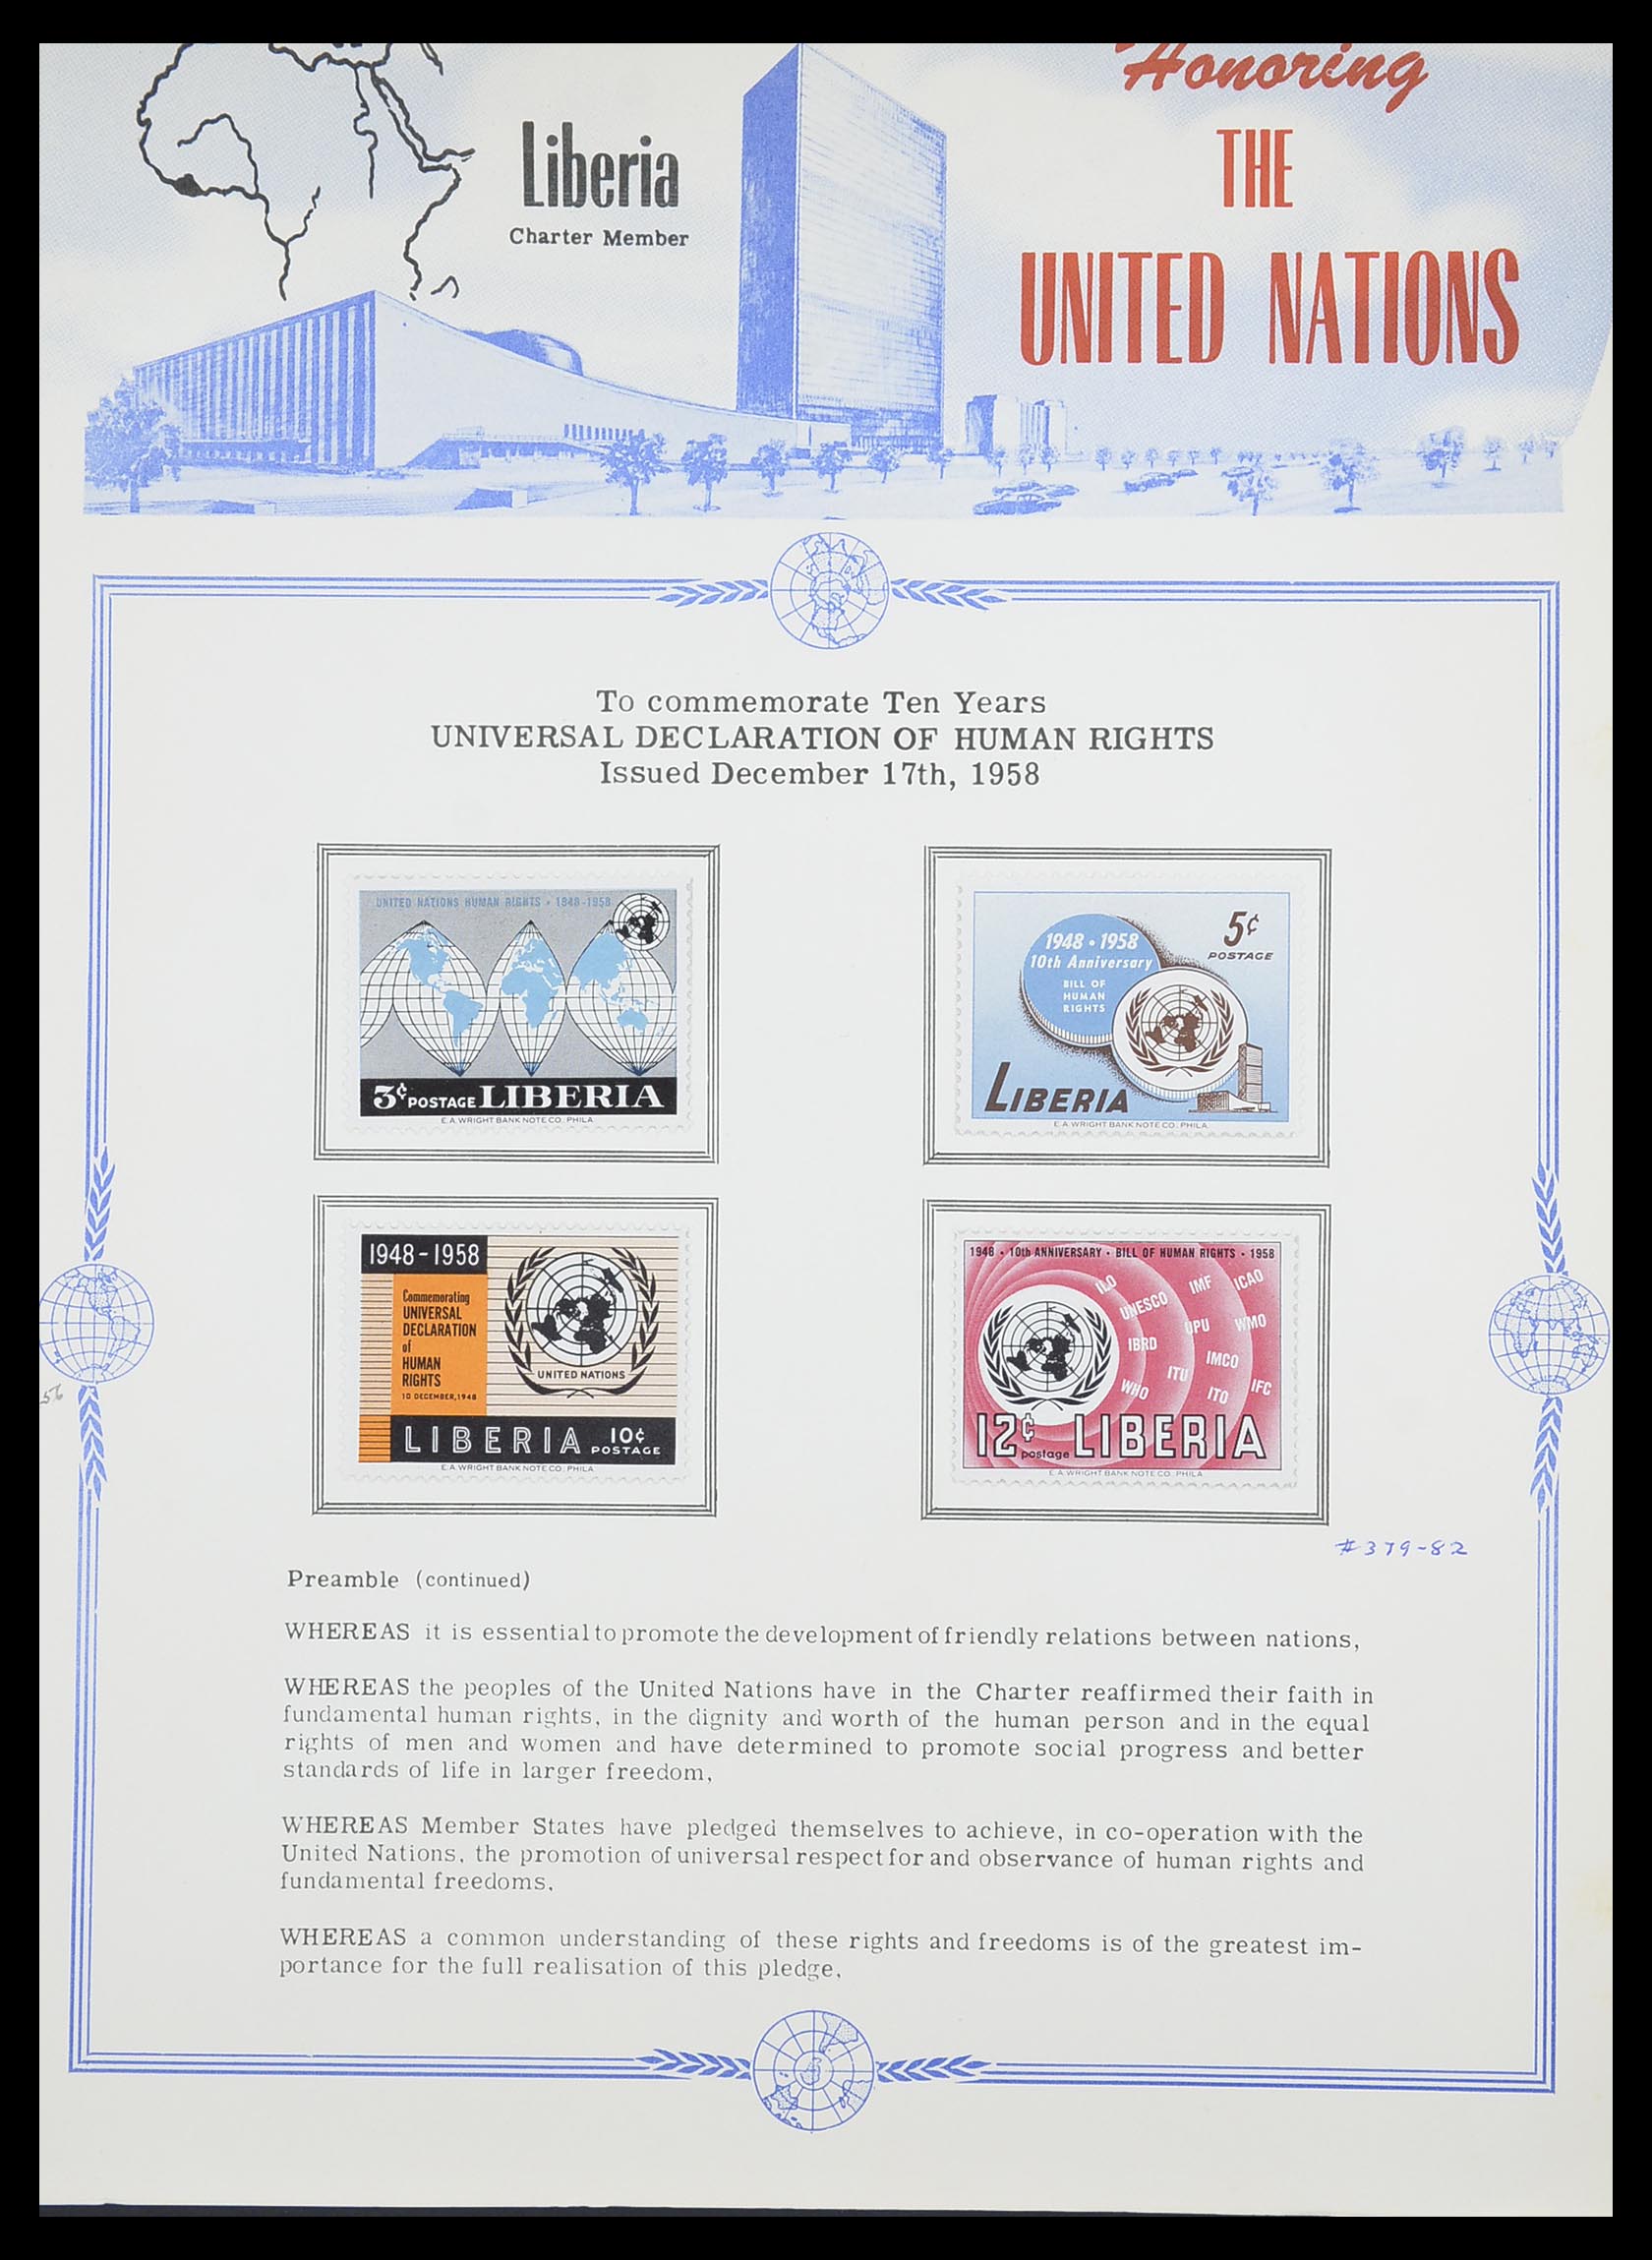 Honoring
THE
UNITED NATIONS
Liberia
Charter Member
To commemorate Ten Years
UNIVERSAL DECLARATION OF HUMAN RIGHTS
Issued December 17th, 1958
UNITED NATIONS HUMAN RIGHTS • 1948-1958
3¢ POSTAGE LIBERIA
E.A. WRIGHT BANK NOTE CO. PHILA.
1948 • 1958
10th Anniversary
BILL OF
HUMAN
RIGHTS
5¢
POSTAGE
LIBERIA
E.A. WRIGHT BANK NOTE CO. PHILA.
1948-1958
Commemorating
UNIVERSAL
DECLARATION
of
HUMAN
RIGHTS
10 DECEMBER, 1948
UNITED NATIONS
LIBERIA 10¢
POSTAGE
E.A. WRIGHT BANK NOTE CO. PHILA.
1948 • 10th ANNIVERSARY • BILL OF HUMAN RIGHTS • 1958
ILO
UNESCO
IMF
ICAO
IBRD
UPU
WMO
IMCO
ITU
WHO
ITO
IFC
12¢ postage LIBERIA
E.A. WRIGHT BANK NOTE CO. PHILA
56
#379-82
Preamble (continued)
WHEREAS it is essential to promote the development of friendly relations between nations,
WHEREAS the peoples of the United Nations have in the Charter reaffirmed their faith in
fundamental human rights, in the dignity and worth of the human person and in the equal
rights of men and women and have determined to promote social progress and better
standards of life in larger freedom,
WHEREAS Member States have pledged themselves to achieve, in co-operation with the
United Nations, the promotion of universal respect for and observance of human rights and
fundamental freedoms,
WHEREAS a common understanding of these rights and freedoms is of the greatest im-
portance for the full realisation of this pledge,